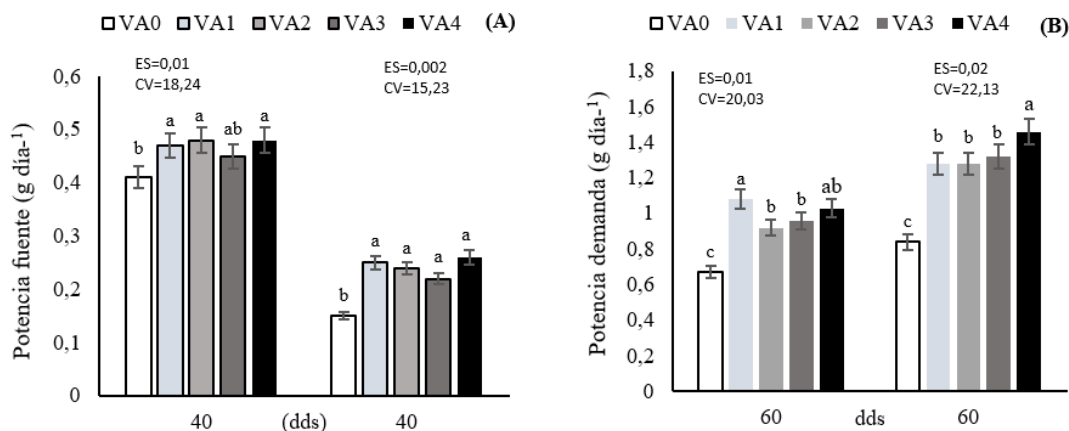 VA0 VA1 VA2 VA3 VA4 (A)
ES=0,01
CV=18,24
ES=0,002
CV=15,23
Potencia fuente (g día-¹)
0,6
0,5
0,4
0,3
0,2
0,1
0
b a a ab a
b a a a a
40 (dds) 40
VA0 VA1 VA2 VA3 VA4 (B)
ES=0,01
CV=20,03
ES=0,02
CV=22,13
Potencia demanda (g día-¹)
1,8
1,6
1,4
1,2
1
0,8
0,6
0,4
0,2
0
c a b b ab
c b b b a
60 dds 60